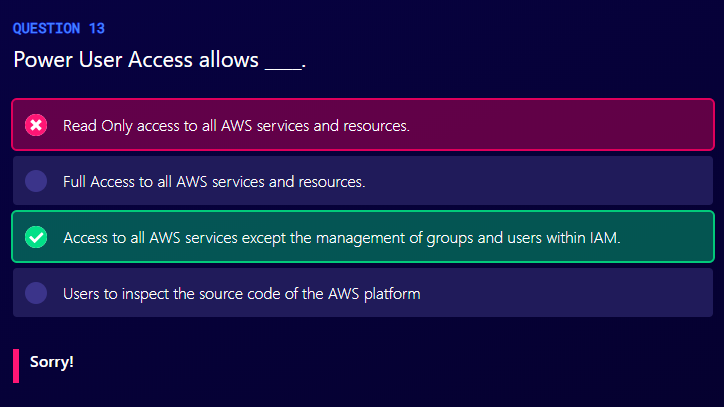 QUESTION 13
Power User Access allows ____.
Read Only access to all AWS services and resources.
Full Access to all AWS services and resources.
Access to all AWS services except the management of groups and users within IAM.
Users to inspect the source code of the AWS platform
Sorry!